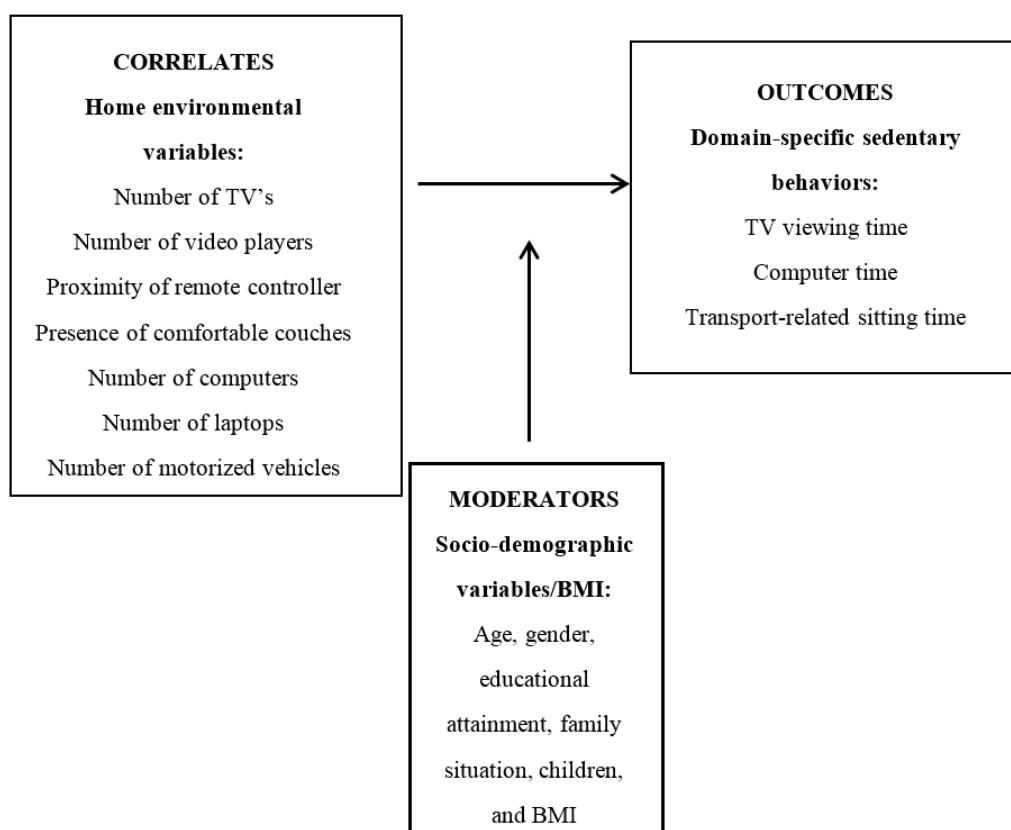 CORRELATES
Home environmental
variables:
Number of TV’s
Number of video players
Proximity of remote controller
Presence of comfortable couches
Number of computers
Number of laptops
Number of motorized vehicles
OUTCOMES
Domain-specific sedentary
behaviors:
TV viewing time
Computer time
Transport-related sitting time
MODERATORS
Socio-demographic
variables/BMI:
Age, gender,
educational
attainment, family
situation, children,
and BMI